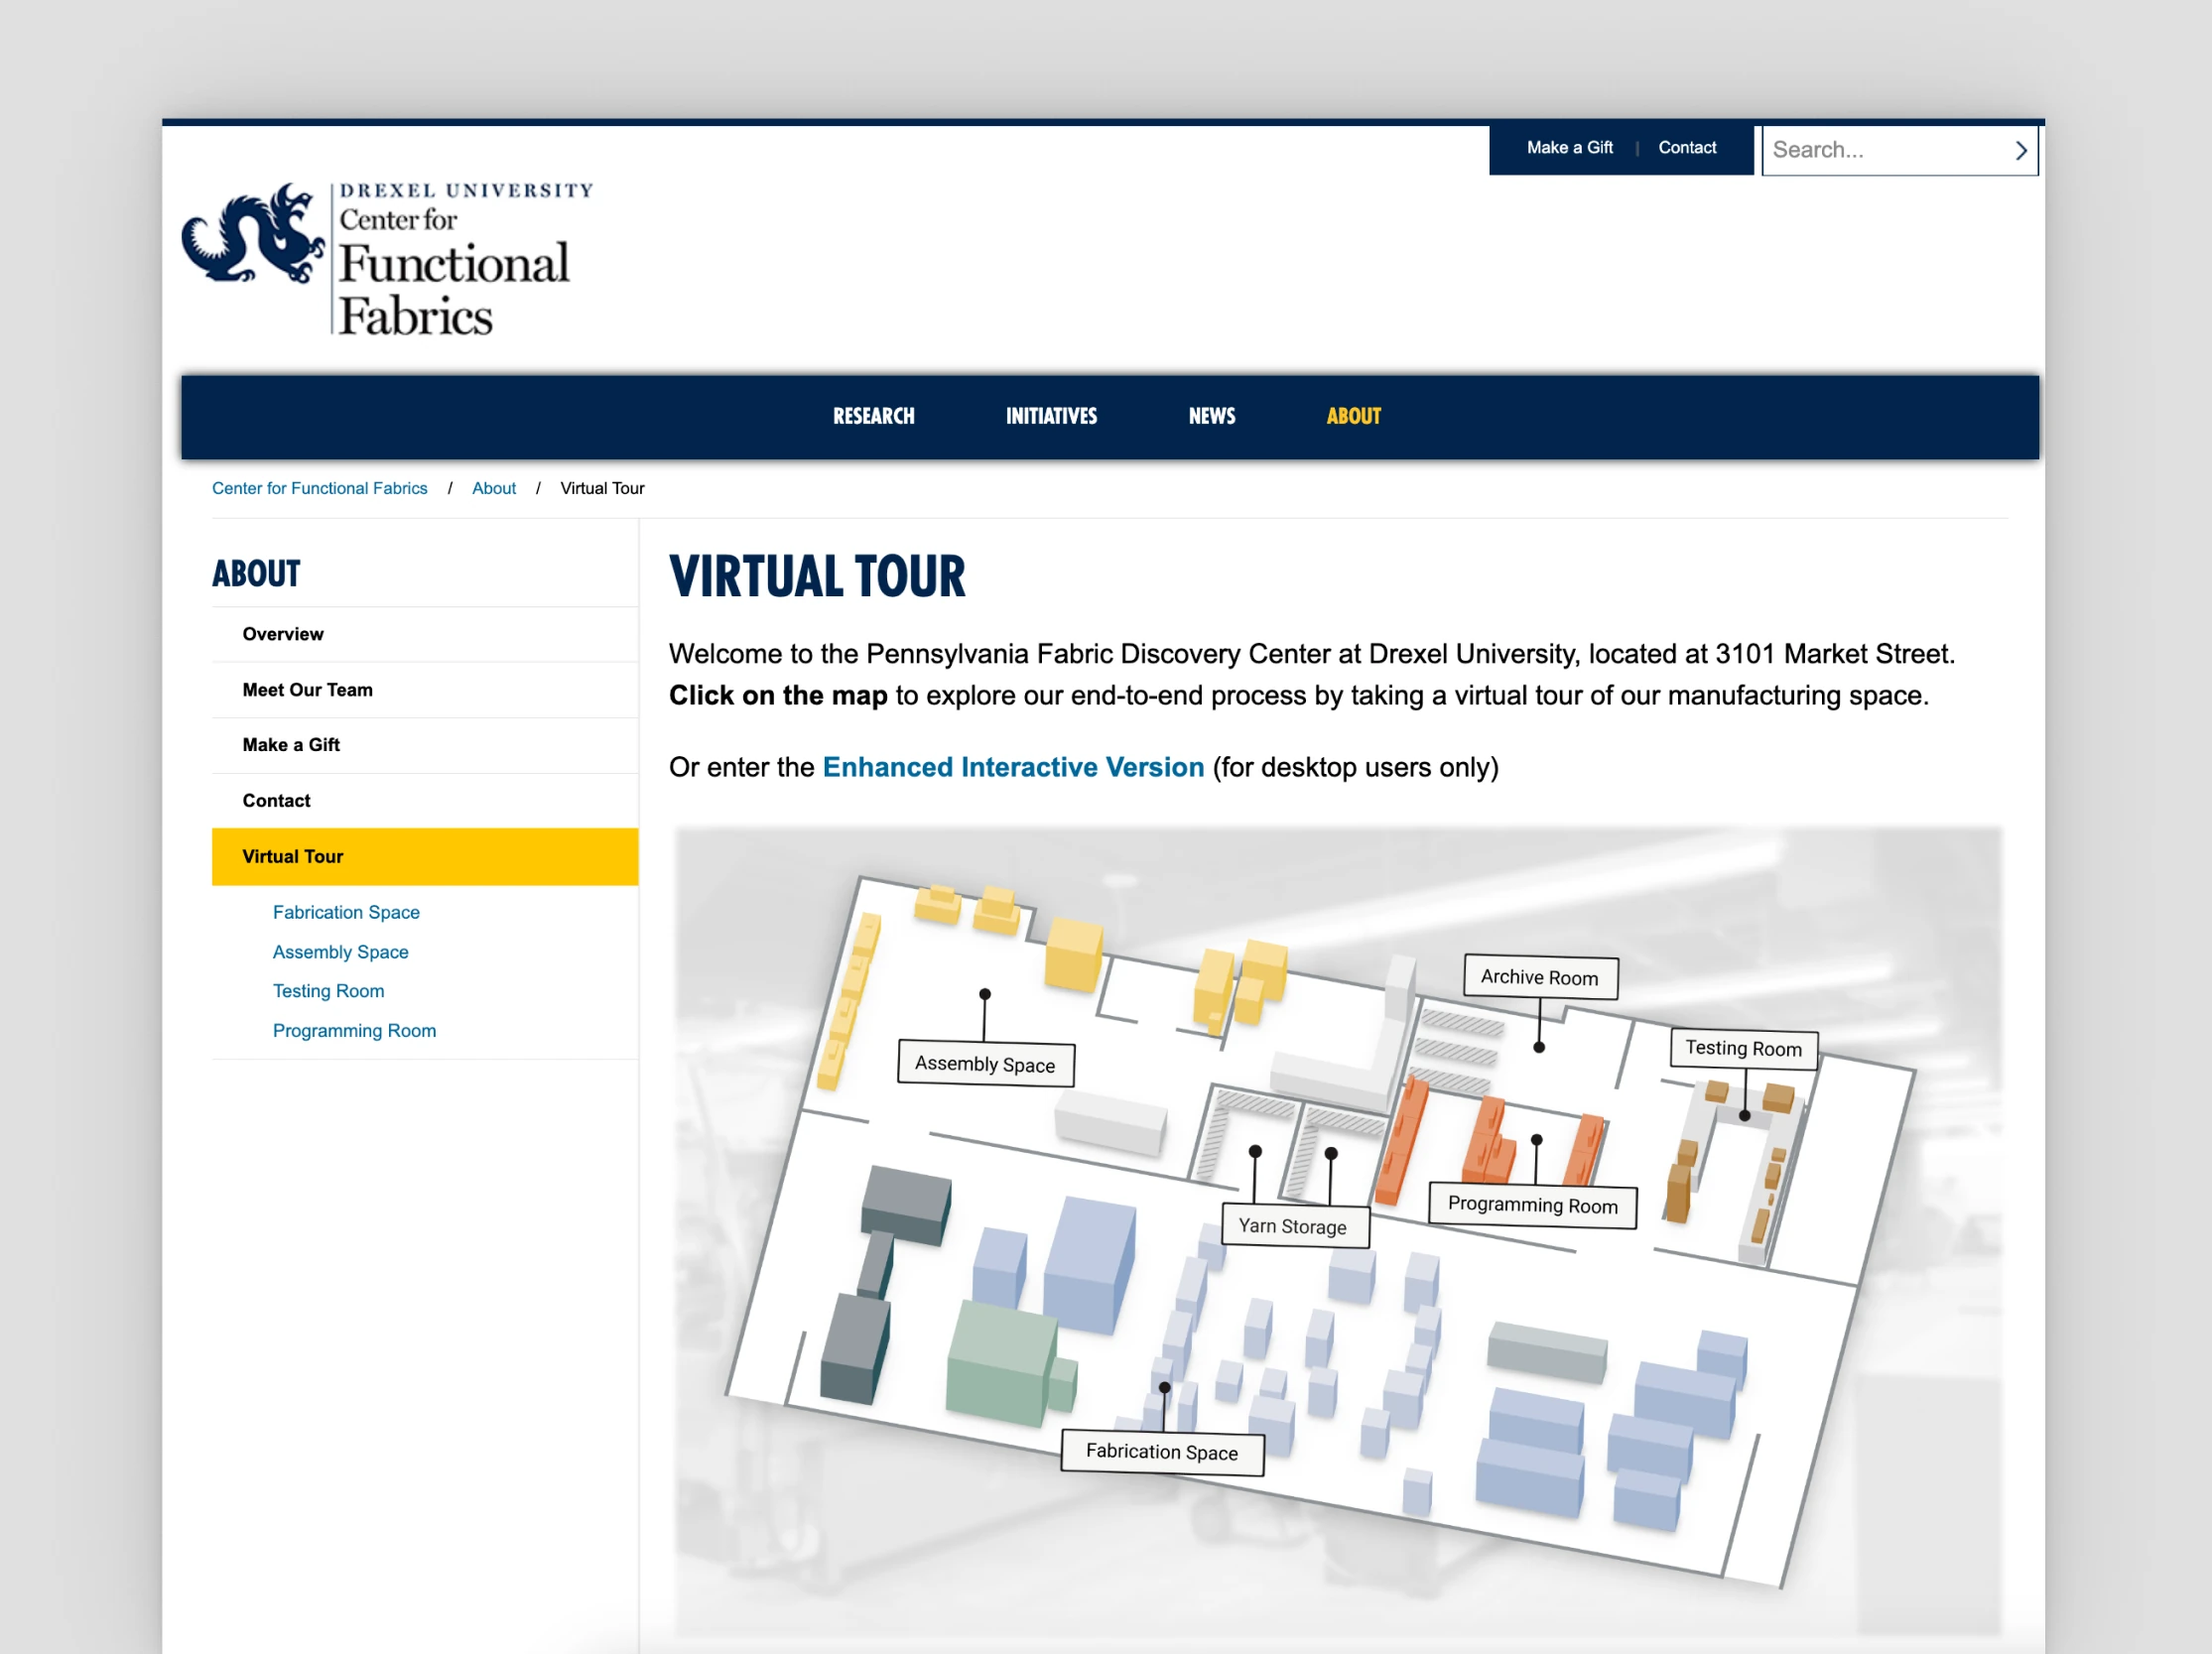 Make a Gift | Contact
Search...
DREXEL UNIVERSITY
Center for
Functional
Fabrics
RESEARCH INITIATIVES NEWS ABOUT
Center for Functional Fabrics / About / Virtual Tour
ABOUT
Overview
Meet Our Team
Make a Gift
Contact
Virtual Tour
Fabrication Space
Assembly Space
Testing Room
Programming Room
VIRTUAL TOUR
Welcome to the Pennsylvania Fabric Discovery Center at Drexel University, located at 3101 Market Street.
Click on the map to explore our end-to-end process by taking a virtual tour of our manufacturing space.
Or enter the Enhanced Interactive Version (for desktop users only)
Archive Room
Testing Room
Assembly Space
Programming Room
Yarn Storage
Fabrication Space